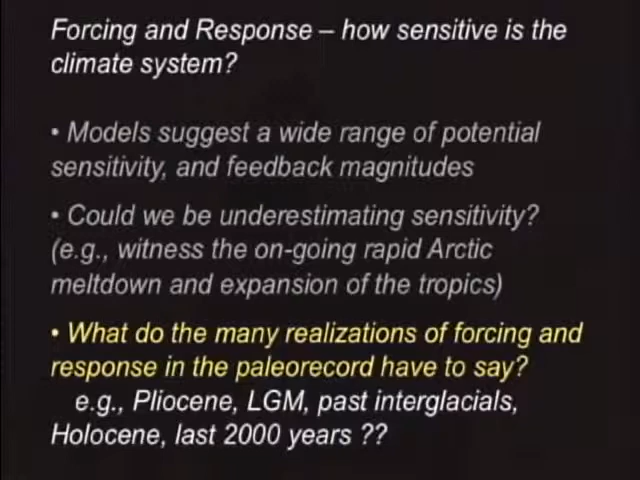 Forcing and Response – how sensitive is the
climate system?
• Models suggest a wide range of potential
sensitivity, and feedback magnitudes
• Could we be underestimating sensitivity?
(e.g., witness the on-going rapid Arctic
meltdown and expansion of the tropics)
• What do the many realizations of forcing and
response in the paleorecord have to say?
e.g., Pliocene, LGM, past interglacials,
Holocene, last 2000 years ??